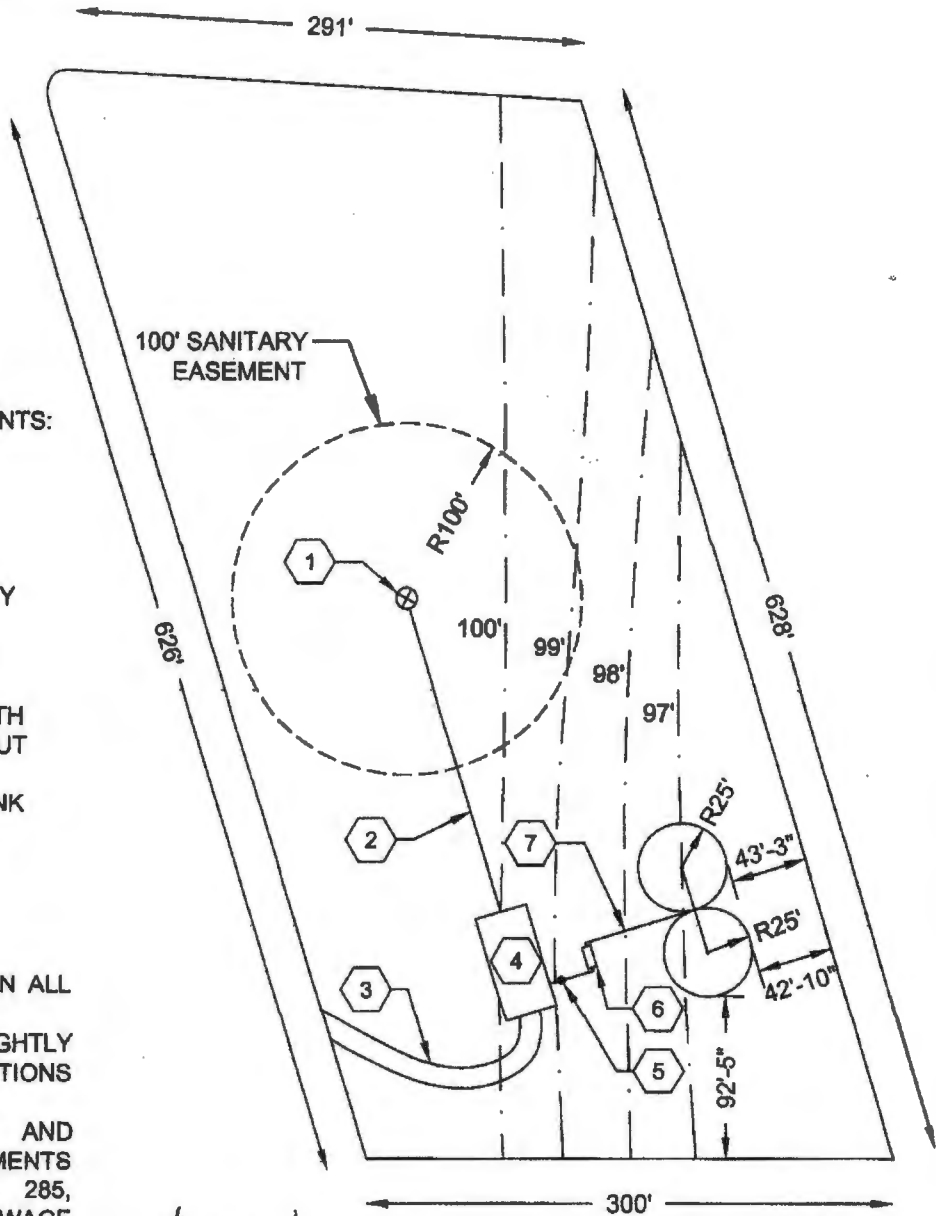 291'
100' SANITARY
EASEMENT
NTS:
R100'
1
Y
100'
99'
98'
97'
626'
628'
TH
UT
NK
2
7
R25'
43'-3"
R25'
42'-10"
4
3
6
5
92'-5"
N ALL
GHTLY
TIONS
AND
MENTS
285,
WAGE
300'